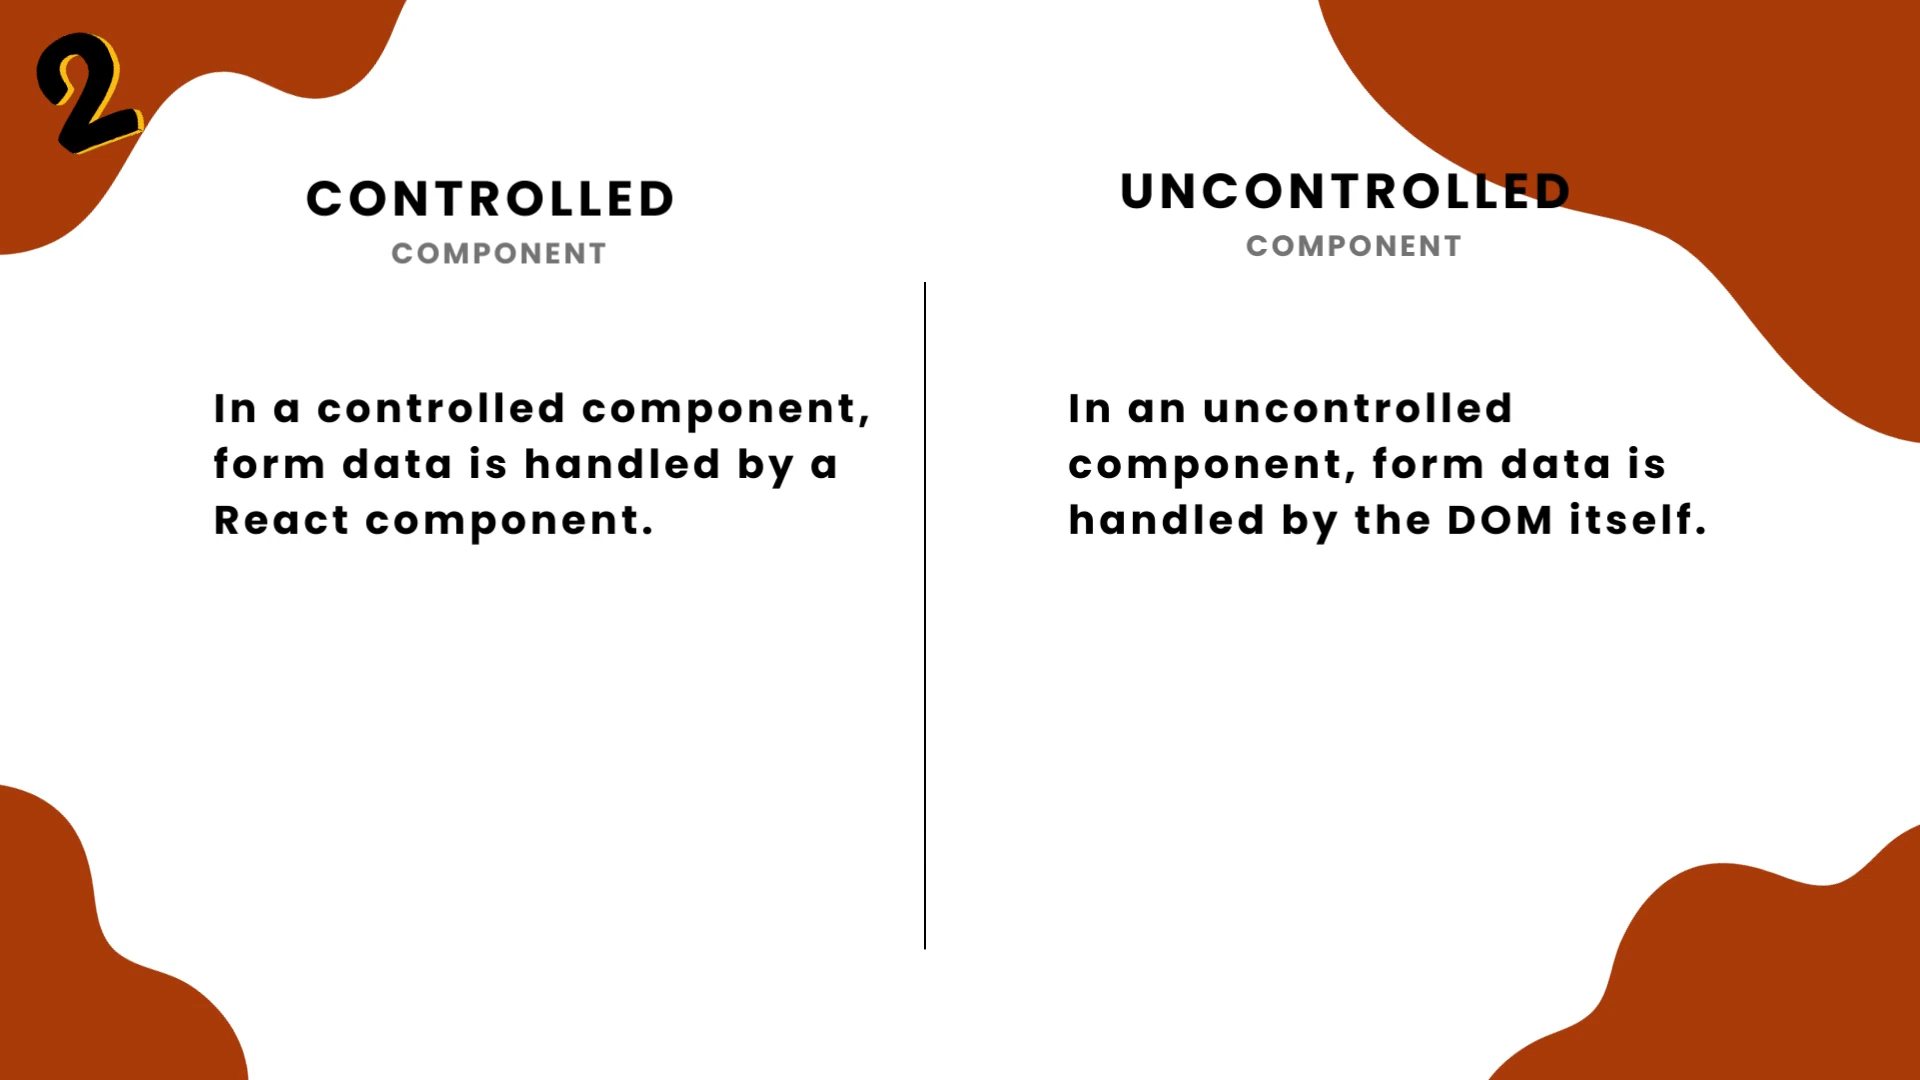 2
CONTROLLED
COMPONENT
In a controlled component,
form data is handled by a
React component.
UNCONTROLLED
COMPONENT
In an uncontrolled
component, form data is
handled by the DOM itself.